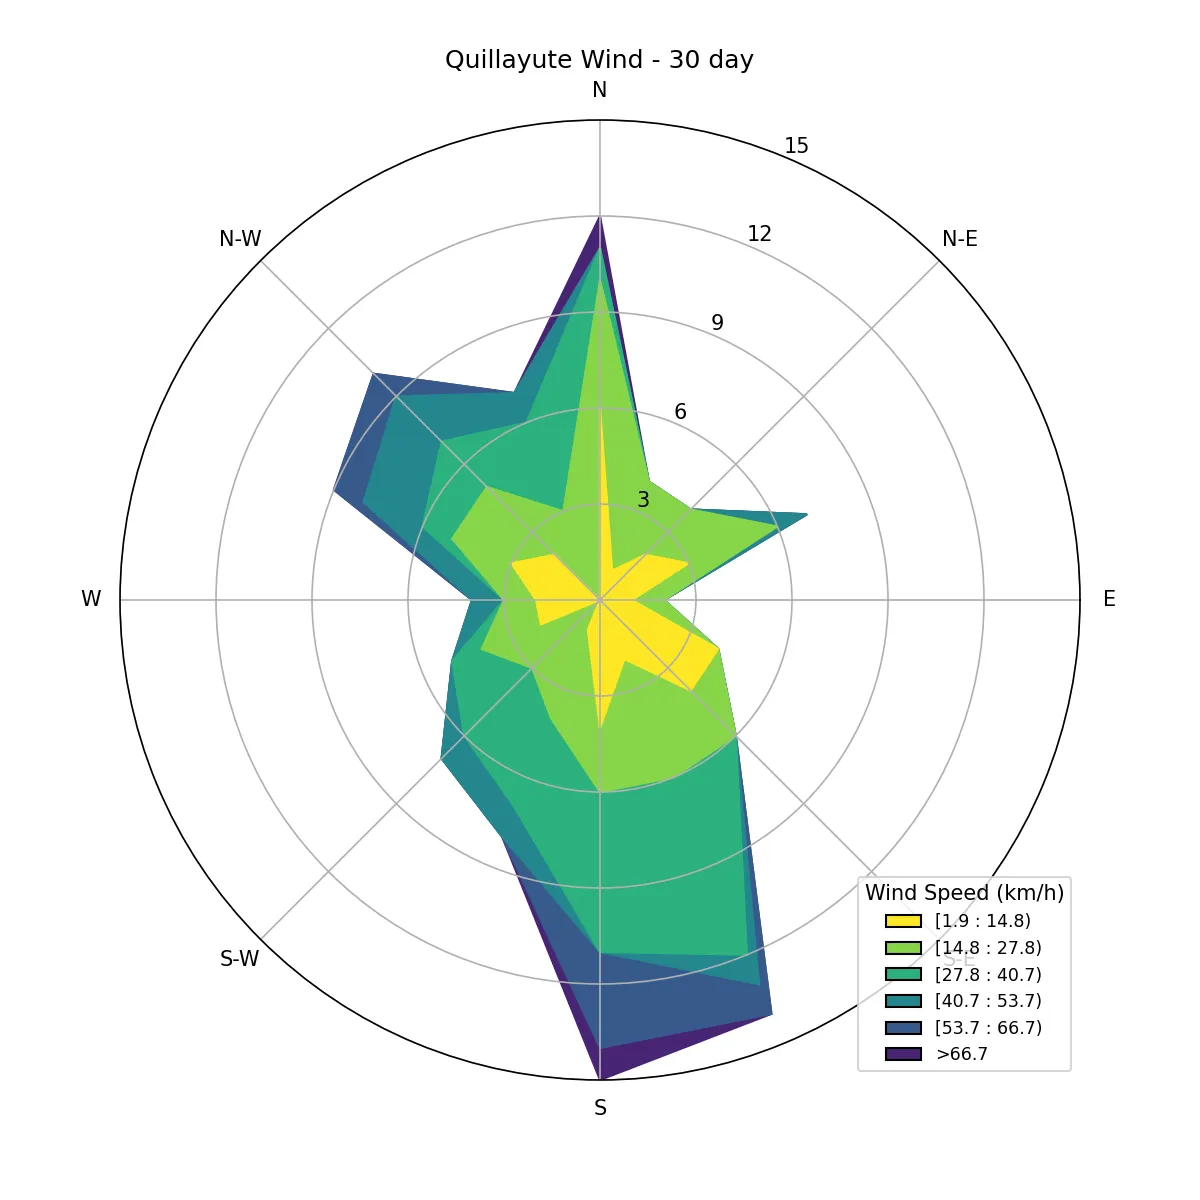 Quillayute Wind - 30 day
N
15
N-W
12
N-E
9
6
3
W
E
Wind Speed (km/h)
[1.9 : 14.8)
[14.8 : 27.8)
S-W
S-E
[27.8 : 40.7)
[40.7 : 53.7)
[53.7 : 66.7)
>66.7
S